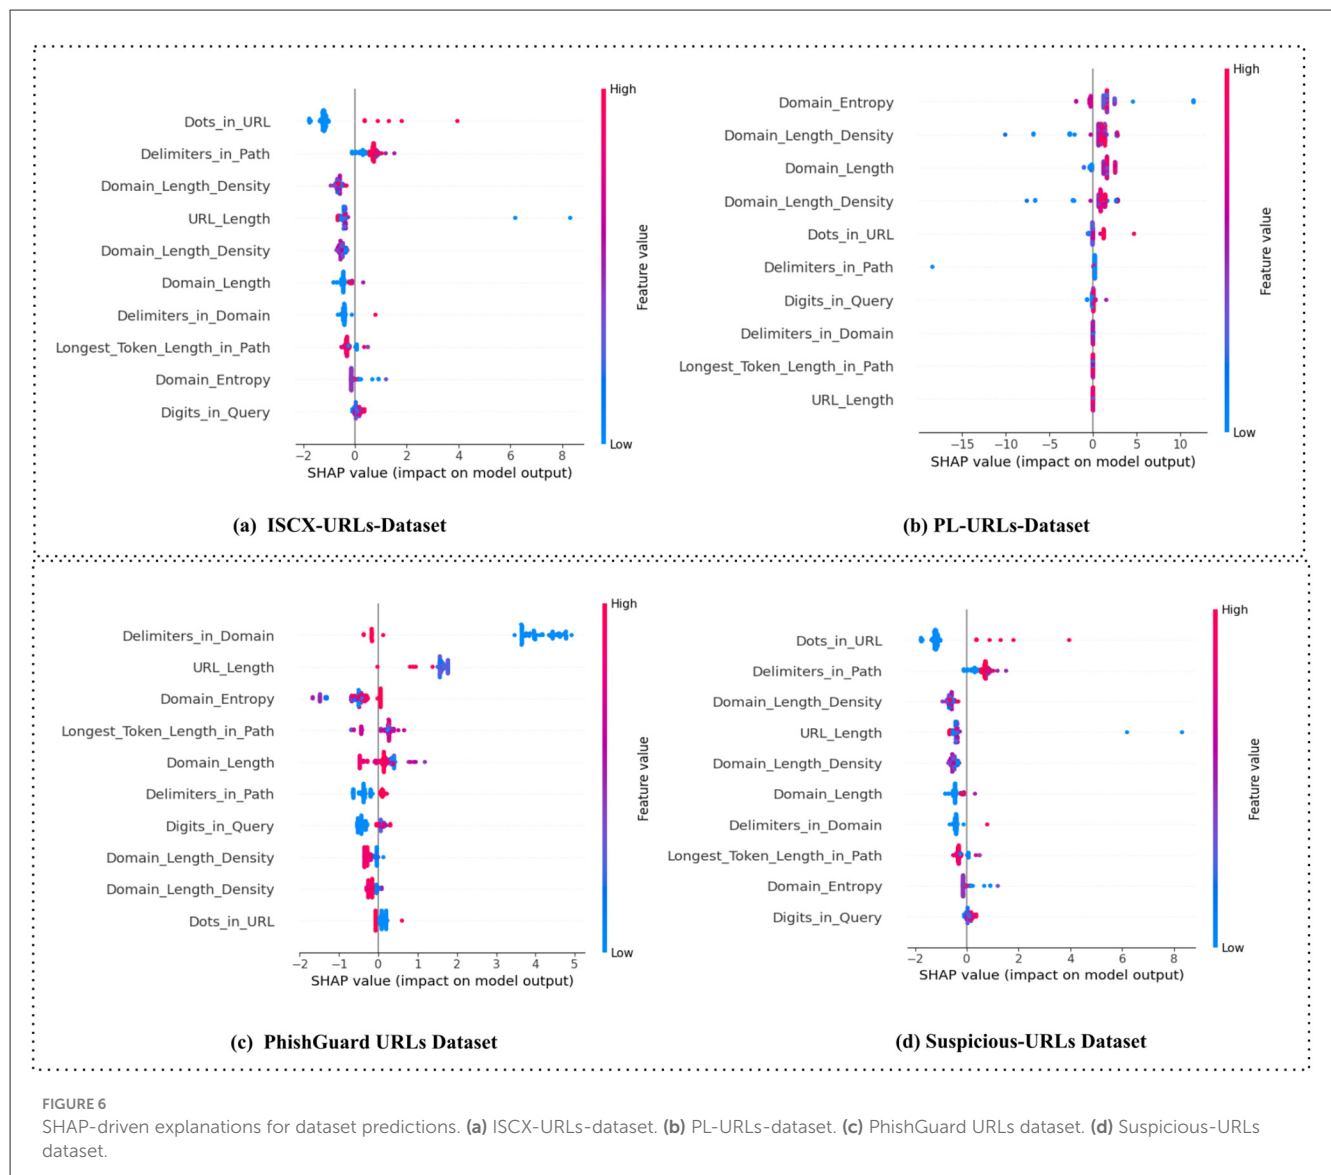 High
Dots_in_URL
Delimiters_in_Path
Domain_Length_Density
URL_Length
Domain_Length_Density
Domain_Length
Delimiters_in_Domain
Longest_Token_Length_in_Path
Domain_Entropy
Digits_in_Query
Feature value
Low
−2 0 2 4 6 8
SHAP value (impact on model output)
(a) ISCX-URLs-Dataset
High
Domain_Entropy
Domain_Length_Density
Domain_Length
Domain_Length_Density
Dots_in_URL
Delimiters_in_Path
Digits_in_Query
Delimiters_in_Domain
Longest_Token_Length_in_Path
URL_Length
Feature value
Low
−15 −10 −5 0 5 10
SHAP value (impact on model output)
(b) PL-URLs-Dataset
High
Delimiters_in_Domain
URL_Length
Domain_Entropy
Longest_Token_Length_in_Path
Domain_Length
Delimiters_in_Path
Digits_in_Query
Domain_Length_Density
Domain_Length_Density
Dots_in_URL
Feature value
Low
−2 −1 0 1 2 3 4 5
SHAP value (impact on model output)
(c) PhishGuard URLs Dataset
High
Dots_in_URL
Delimiters_in_Path
Domain_Length_Density
URL_Length
Domain_Length_Density
Domain_Length
Delimiters_in_Domain
Longest_Token_Length_in_Path
Domain_Entropy
Digits_in_Query
Feature value
Low
−2 0 2 4 6 8
SHAP value (impact on model output)
(d) Suspicious-URLs Dataset
FIGURE 6
SHAP-driven explanations for dataset predictions. (a) ISCX-URLs-dataset. (b) PL-URLs-dataset. (c) PhishGuard URLs dataset. (d) Suspicious-URLs
dataset.